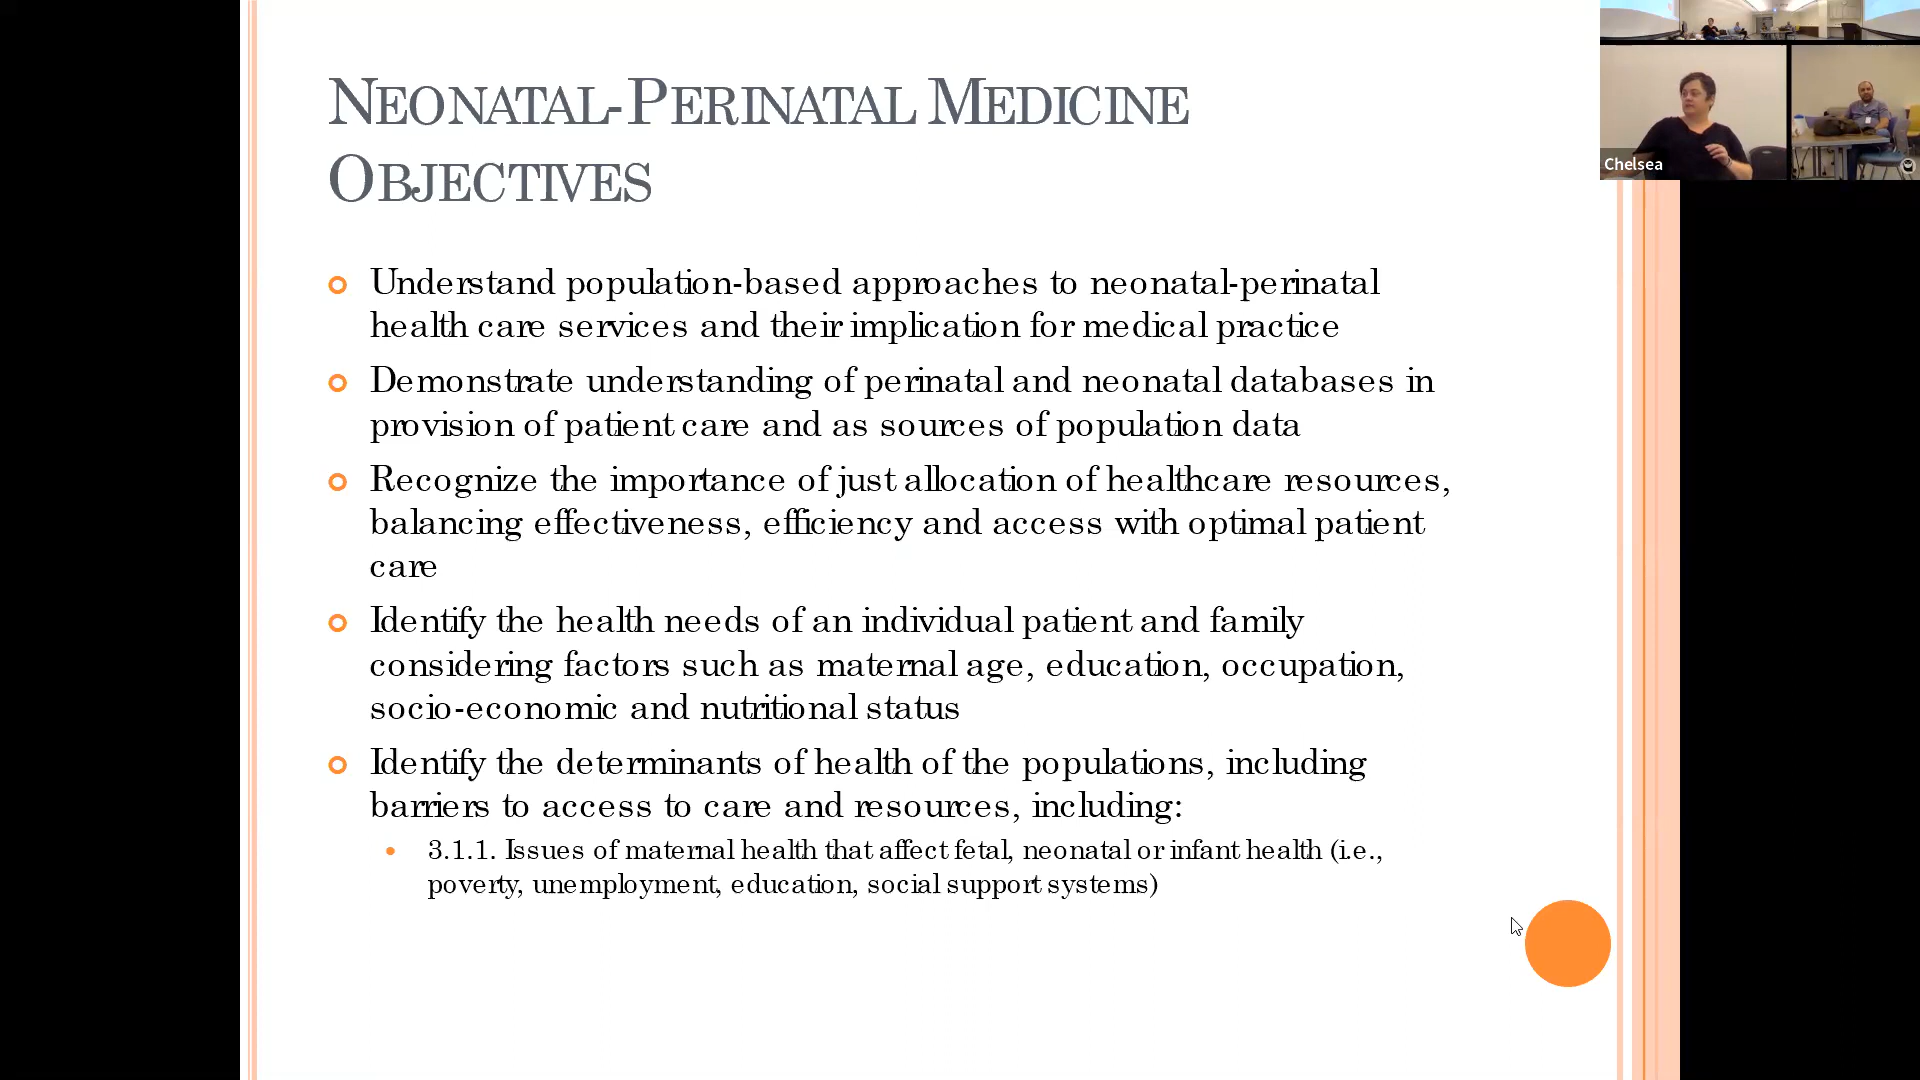 NEONATAL-PERINATAL MEDICINE
OBJECTIVES
Understand population-based approaches to neonatal-perinatal
health care services and their implication for medical practice
Demonstrate understanding of perinatal and neonatal databases in
provision of patient care and as sources of population data
Recognize the importance of just allocation of healthcare resources,
balancing effectiveness, efficiency and access with optimal patient
care
Identify the health needs of an individual patient and family
considering factors such as maternal age, education, occupation,
socio-economic and nutritional status
Identify the determinants of health of the populations, including
barriers to access to care and resources, including:
3.1.1. Issues of maternal health that affect fetal, neonatal or infant health (i.e.,
poverty, unemployment, education, social support systems)
Chelsea